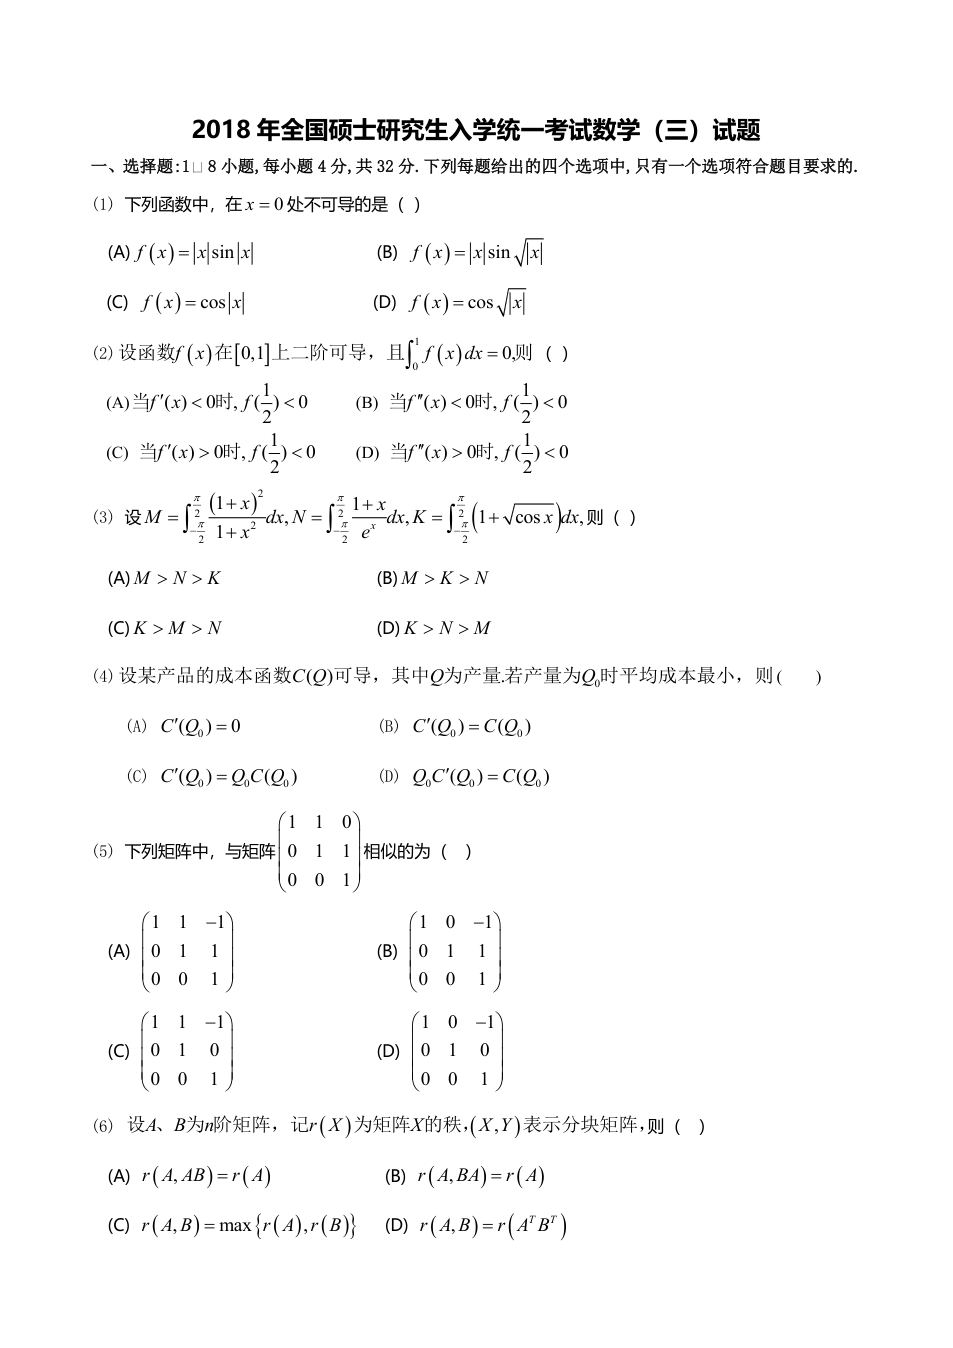 2018 年全国硕士研究生入学统一考试数学（三）试题
一、选择题:1□8 小题,每小题 4 分,共 32 分.下列每题给出的四个选项中,只有一个选项符合题目要求的.
⑴ 下列函数中，在 x = 0 处不可导的是（ ）
(A) f(x) = |x| sin|x| (B) f(x) = |x| sin√|x|
(C) f(x) = cos|x| (D) f(x) = cos√|x|
⑵ 设函数f(x)在[0,1]上二阶可导，且∫₀¹ f(x)dx = 0,则（ ）
(A)当f′(x) < 0时, f(1/2) < 0 (B) 当f″(x) < 0时, f(1/2) < 0
(C) 当f′(x) > 0时, f(1/2) < 0 (D) 当f″(x) > 0时, f(1/2) < 0
⑶ 设 M = ∫_{-π/2}^{π/2} (1+x)²/(1+x²) dx, N = ∫_{-π/2}^{π/2} (1+x)/eˣ dx, K = ∫_{-π/2}^{π/2} (1+√cos x)dx,则（ ）
(A) M > N > K (B) M > K > N
(C) K > M > N (D) K > N > M
⑷ 设某产品的成本函数C(Q)可导，其中Q为产量.若产量为Q₀时平均成本最小，则( )
(A) C′(Q₀) = 0 (B) C′(Q₀) = C(Q₀)
(C) C′(Q₀) = Q₀C(Q₀) (D) Q₀C′(Q₀) = C(Q₀)
1 1 0
⑸ 下列矩阵中，与矩阵 0 1 1 相似的为（ ）
0 0 1
1 1 −1 1 0 −1
(A) 0 1 1 (B) 0 1 1
0 0 1 0 0 1
1 1 −1 1 0 −1
(C) 0 1 0 (D) 0 1 0
0 0 1 0 0 1
⑹ 设A、B为n阶矩阵，记r(X)为矩阵X的秩,(X,Y)表示分块矩阵,则（ ）
(A) r(A, AB) = r(A) (B) r(A, BA) = r(A)
(C) r(A, B) = max{r(A), r(B)} (D) r(A, B) = r(Aᵀ Bᵀ)